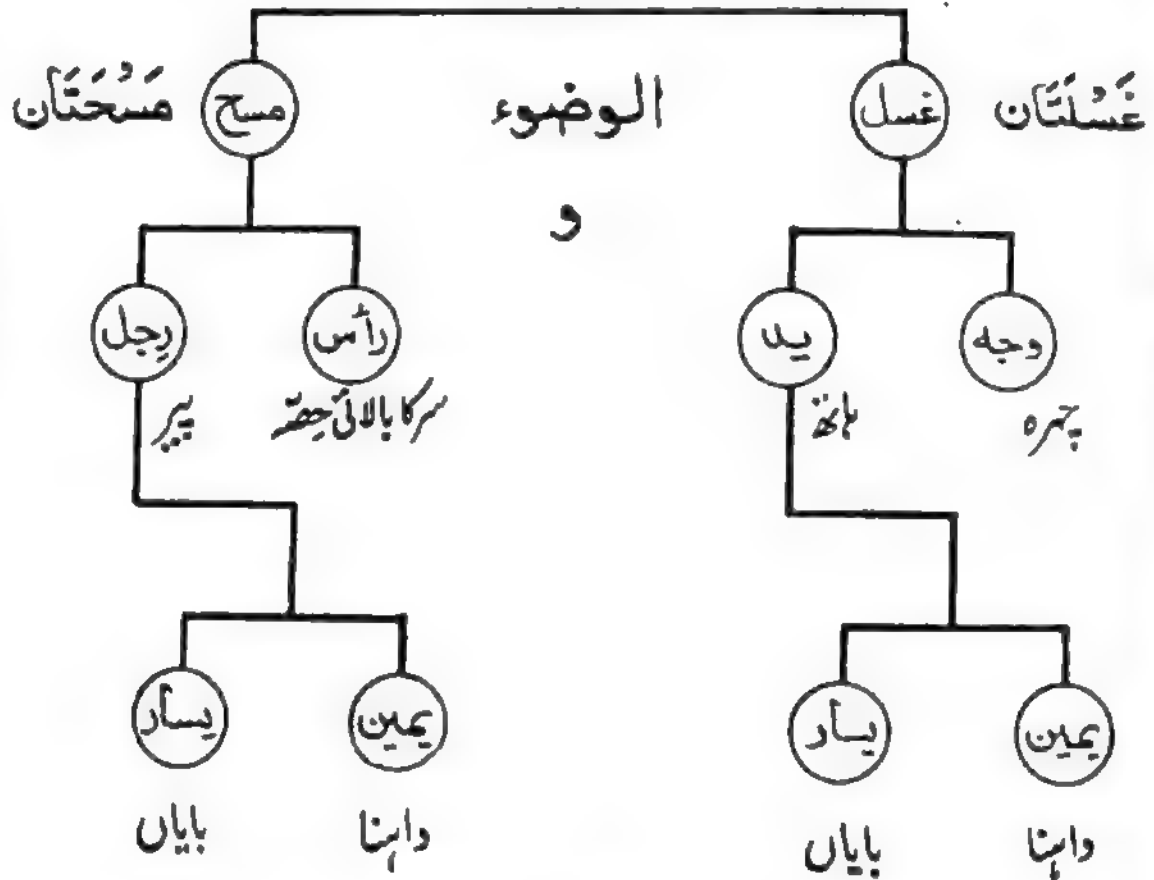 غَسْلَتَان غسل الوضوء مسح مَسْحَتَان
و
وجه يد رأس رِجل
چہرہ ہاتھ سر کا بالائی حِصّہ پیر
یمین یسار یمین یسار
داہنا بایاں داہنا بایاں